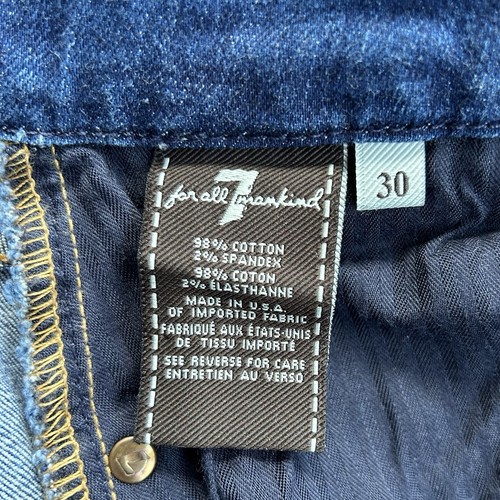 7
for all mankind
30
98% COTTON
2% SPANDEX
98% COTON
2% ÉLASTHANNE
MADE IN U.S.A
OF IMPORTED FABRIC
FABRIQUÉ AUX ÉTATS-UNIS
DE TISSU IMPORTÉ
SEE REVERSE FOR CARE
ENTRETIEN AU VERSO